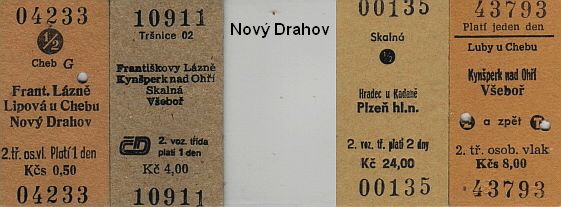 04233
1/2
Cheb G
Frant. Lázně
Lipová u Chebu
Nový Drahov
2. tř. os. vl. Platí 1 den
Kčs 0,50
04233
10911
Tršnice 02
Františkovy Lázně
Kynšperk nad Ohří
Skalná
Všeboř
ČD
2. voz. třída
platí 1 den
Kč 4,00
10911
Nový Drahov
00135
Skalná
1/2
Hradec u Kadaně
Plzeň hl.n.
2. voz. tř. platí 2 dny
Kč 24,00
00135
43793
Platí jeden den
Luby u Chebu
Kynšperk nad Ohří
Všeboř
a zpět
2. tř. osob. vlak
Kčs 8,00
43793